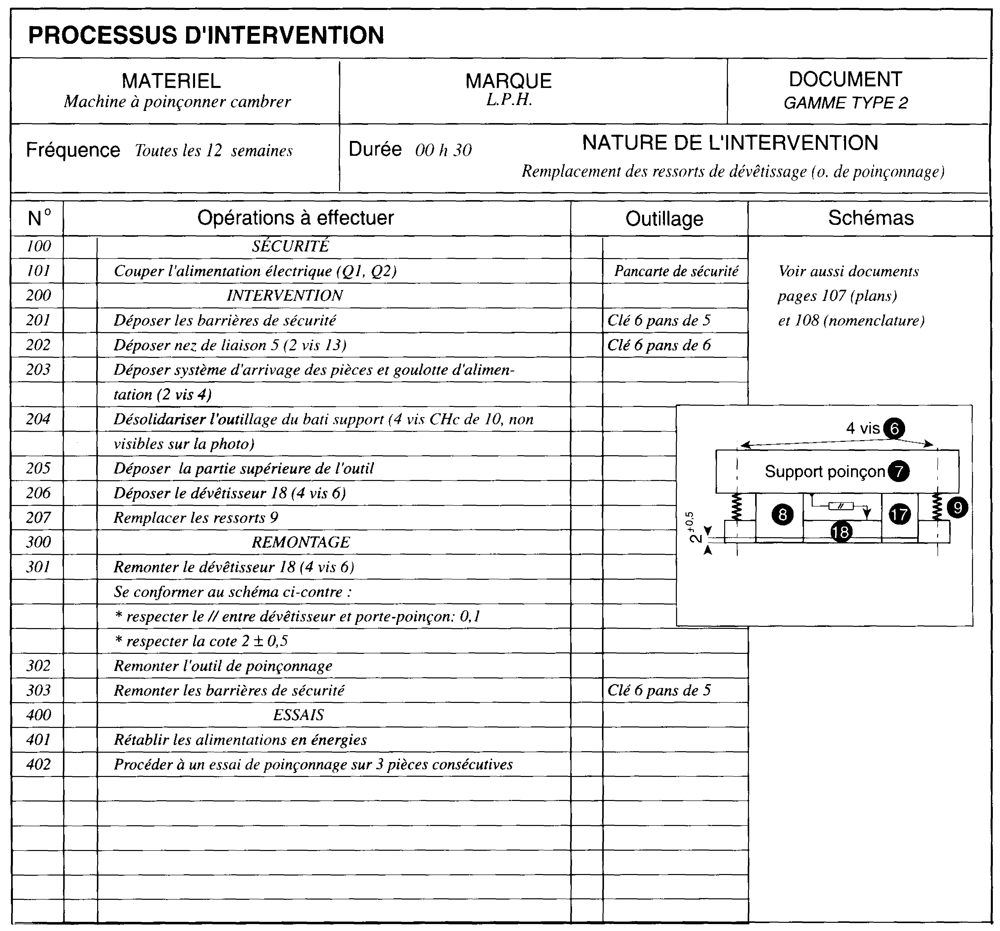 PROCESSUS D'INTERVENTION
MATERIEL
Machine à poinçonner cambrer
MARQUE
L.P.H.
DOCUMENT
GAMME TYPE 2
Fréquence Toutes les 12 semaines
Durée 00 h 30
NATURE DE L'INTERVENTION
Remplacement des ressorts de dévêtissage (o. de poinçonnage)
N° Opérations à effectuer Outillage Schémas
100 SÉCURITÉ
101 Couper l'alimentation électrique (Q1, Q2) Pancarte de sécurité Voir aussi documents
200 INTERVENTION pages 107 (plans)
201 Déposer les barrières de sécurité Clé 6 pans de 5 et 108 (nomenclature)
202 Déposer nez de liaison 5 (2 vis 13) Clé 6 pans de 6
203 Déposer système d'arrivage des pièces et goulotte d'alimen-
tation (2 vis 4)
204 Désolidariser l'outillage du bati support (4 vis CHc de 10, non
visibles sur la photo)
205 Déposer la partie supérieure de l'outil
206 Déposer le dévêtisseur 18 (4 vis 6)
207 Remplacer les ressorts 9
300 REMONTAGE
301 Remonter le dévêtisseur 18 (4 vis 6)
Se conformer au schéma ci-contre :
* respecter le // entre dévêtisseur et porte-poinçon: 0,1
* respecter la cote 2 ± 0,5
302 Remonter l'outil de poinçonnage
303 Remonter les barrières de sécurité Clé 6 pans de 5
400 ESSAIS
401 Rétablir les alimentations en énergies
402 Procéder à un essai de poinçonnage sur 3 pièces consécutives
4 vis 6
Support poinçon 7
8 // 17 9
18
2±0,5